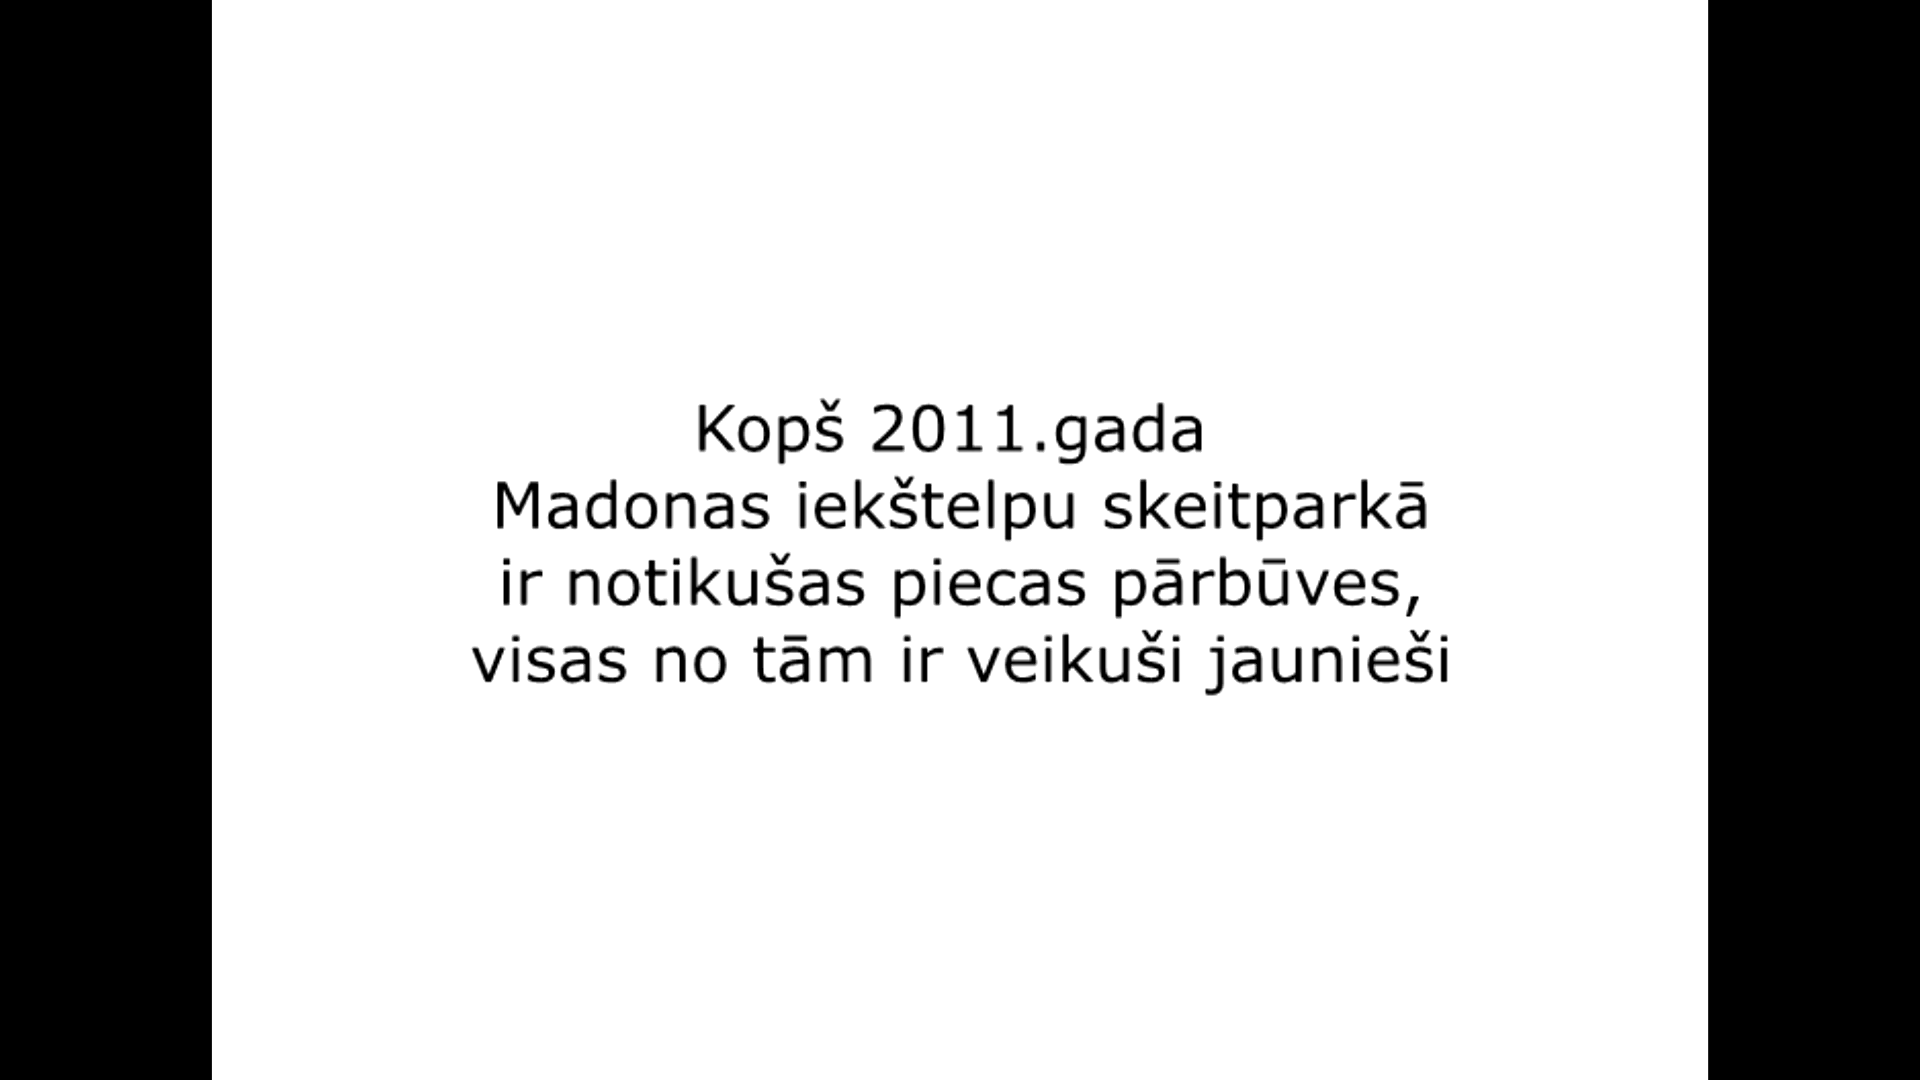 Kopš 2011.gada
Madonas iekštelpu skeitparkā
ir notikušas piecas pārbūves,
visas no tām ir veikuši jaunieši